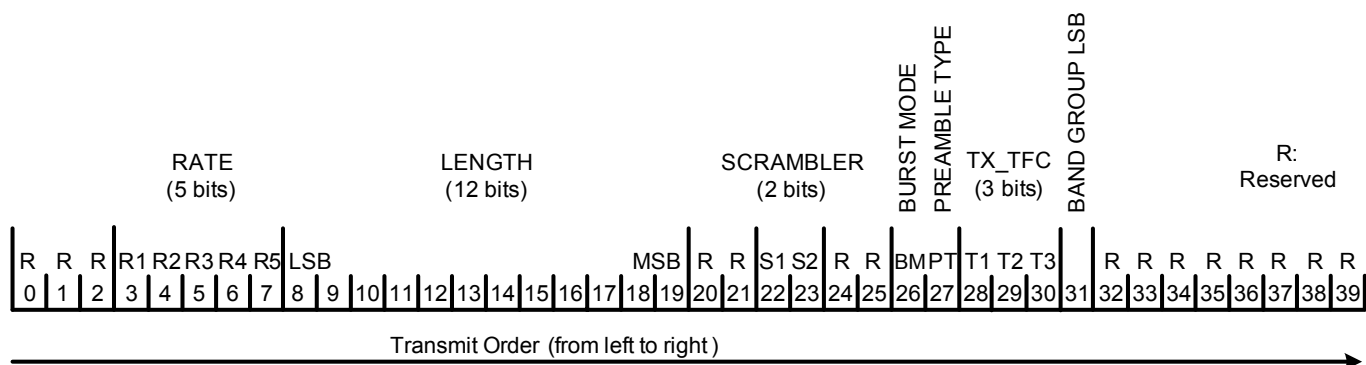 BURST MODE
PREAMBLE TYPE
BAND GROUP LSB
RATE
(5 bits)
LENGTH
(12 bits)
SCRAMBLER
(2 bits)
TX_TFC
(3 bits)
R:
Reserved
R R R R1 R2 R3 R4 R5 LSB MSB R R S1 S2 R R BM PT T1 T2 T3 R R R R R R R R
0 1 2 3 4 5 6 7 8 9 10 11 12 13 14 15 16 17 18 19 20 21 22 23 24 25 26 27 28 29 30 31 32 33 34 35 36 37 38 39
Transmit Order (from left to right )